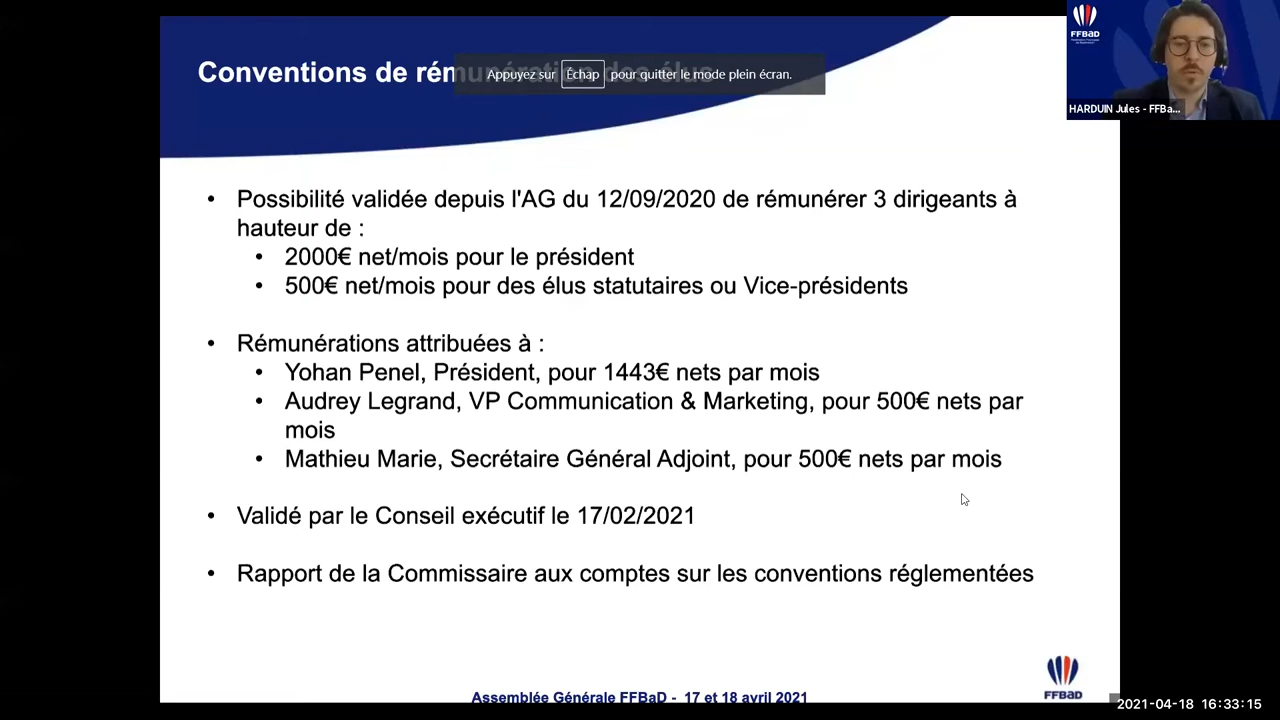 Conventions de rémunération des élus
Appuyez sur Échap pour quitter le mode plein écran.
FFBaD
HARDUIN Jules - FFBa...
• Possibilité validée depuis l'AG du 12/09/2020 de rémunérer 3 dirigeants à
hauteur de :
• 2000€ net/mois pour le président
• 500€ net/mois pour des élus statutaires ou Vice-présidents
• Rémunérations attribuées à :
• Yohan Penel, Président, pour 1443€ nets par mois
• Audrey Legrand, VP Communication & Marketing, pour 500€ nets par
mois
• Mathieu Marie, Secrétaire Général Adjoint, pour 500€ nets par mois
• Validé par le Conseil exécutif le 17/02/2021
• Rapport de la Commissaire aux comptes sur les conventions réglementées
FFBaD
Assemblée Générale FFBaD - 17 et 18 avril 2021
2021-04-18 16:33:15